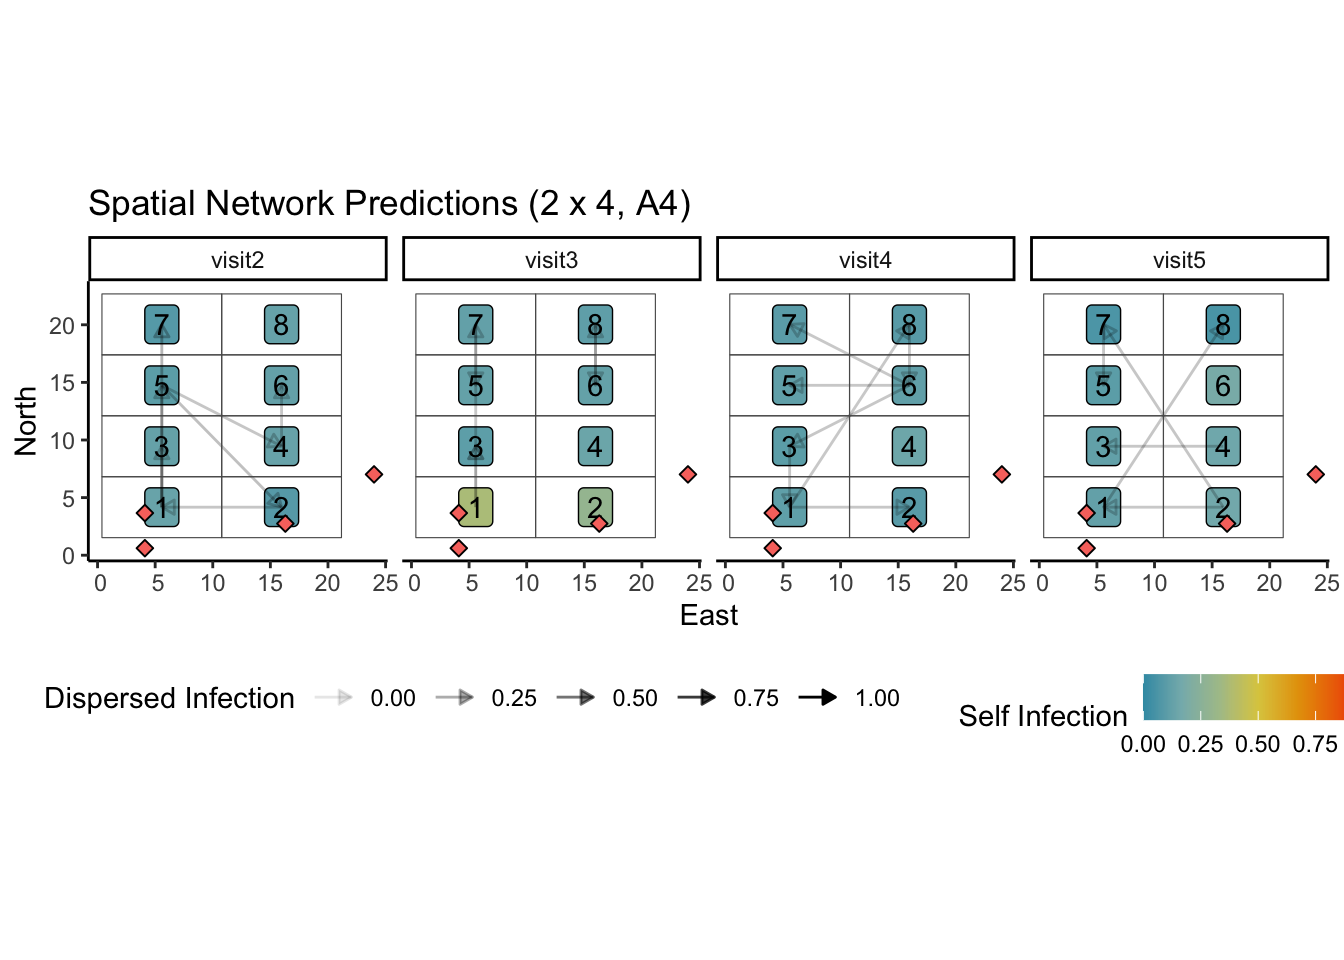 Spatial Network Predictions (2 x 4, A4)
visit2 visit3 visit4 visit5
7 8 7 8 7 8 7 8
5 6 5 6 5 6 5 6
3 4 3 4 3 4 3 4
1 2 1 2 1 2 1 2
20
15
10
5
0
North
0 5 10 15 20 25 0 5 10 15 20 25 0 5 10 15 20 25 0 5 10 15 20 25
East
Dispersed Infection 0.00 0.25 0.50 0.75 1.00
Self Infection
0.00 0.25 0.50 0.75